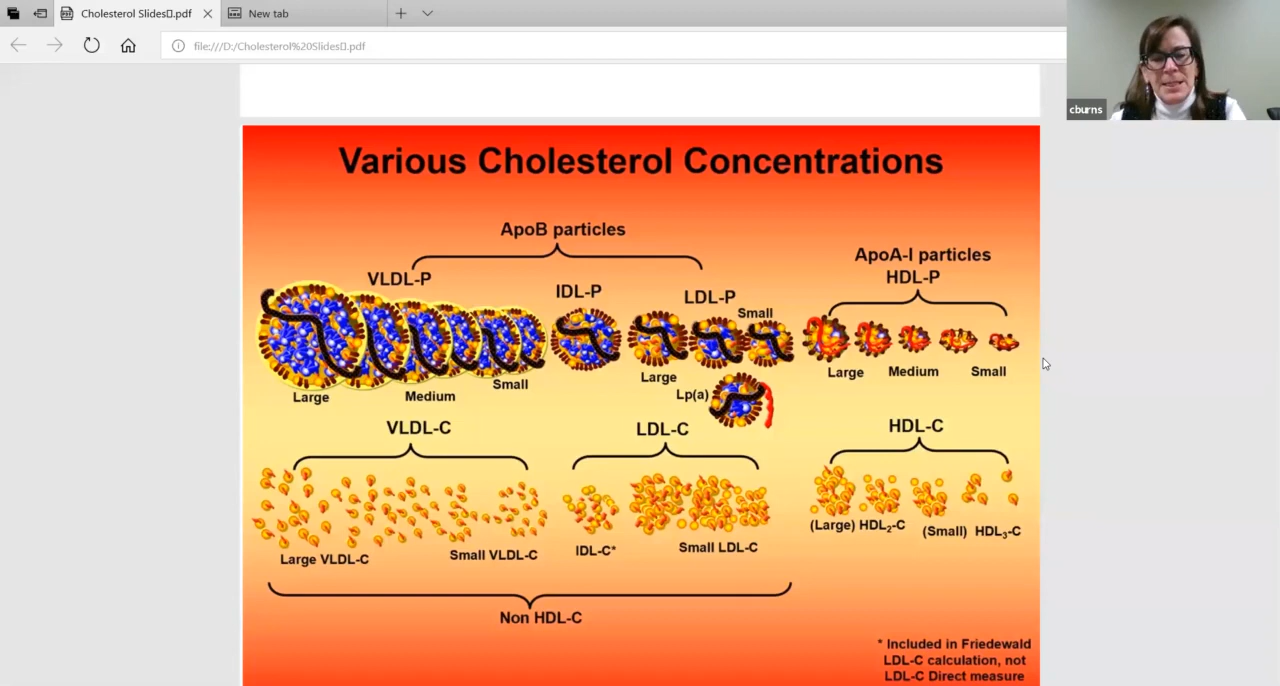 Cholesterol Slides▯.pdf
New tab
file:///D:/Cholesterol%20Slides▯.pdf
cburns
Various Cholesterol Concentrations
ApoB particles
ApoA-I particles
HDL-P
VLDL-P
IDL-P
LDL-P
Small
Large
Medium
Small
Large
Lp(a)
Large
Medium
Small
VLDL-C
LDL-C
HDL-C
Large VLDL-C
Small VLDL-C
IDL-C*
Small LDL-C
(Large) HDL₂-C
(Small) HDL₃-C
Non HDL-C
* Included in Friedewald
LDL-C calculation, not
LDL-C Direct measure